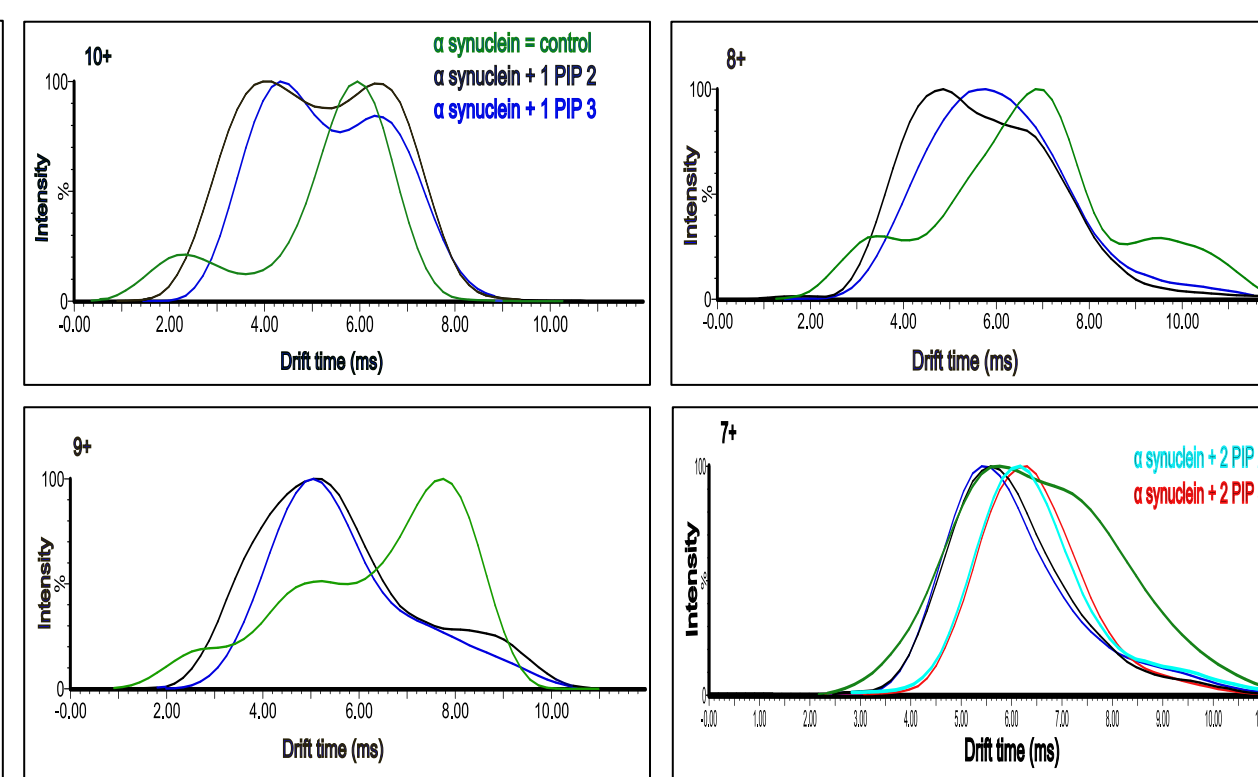 10+
α synuclein = control
α synuclein + 1 PIP 2
α synuclein + 1 PIP 3
100
Intensity
%
0
-0.00 2.00 4.00 6.00 8.00 10.00
Drift time (ms)
8+
100
Intensity
%
0
-0.00 2.00 4.00 6.00 8.00 10.00
Drift time (ms)
9+
100
Intensity
%
0
-0.00 2.00 4.00 6.00 8.00 10.00
Drift time (ms)
7+
α synuclein + 2 PIP
α synuclein + 2 PIP
100
Intensity
%
0
-0.00 1.00 2.00 3.00 4.00 5.00 6.00 7.00 8.00 9.00 10.00
Drift time (ms)